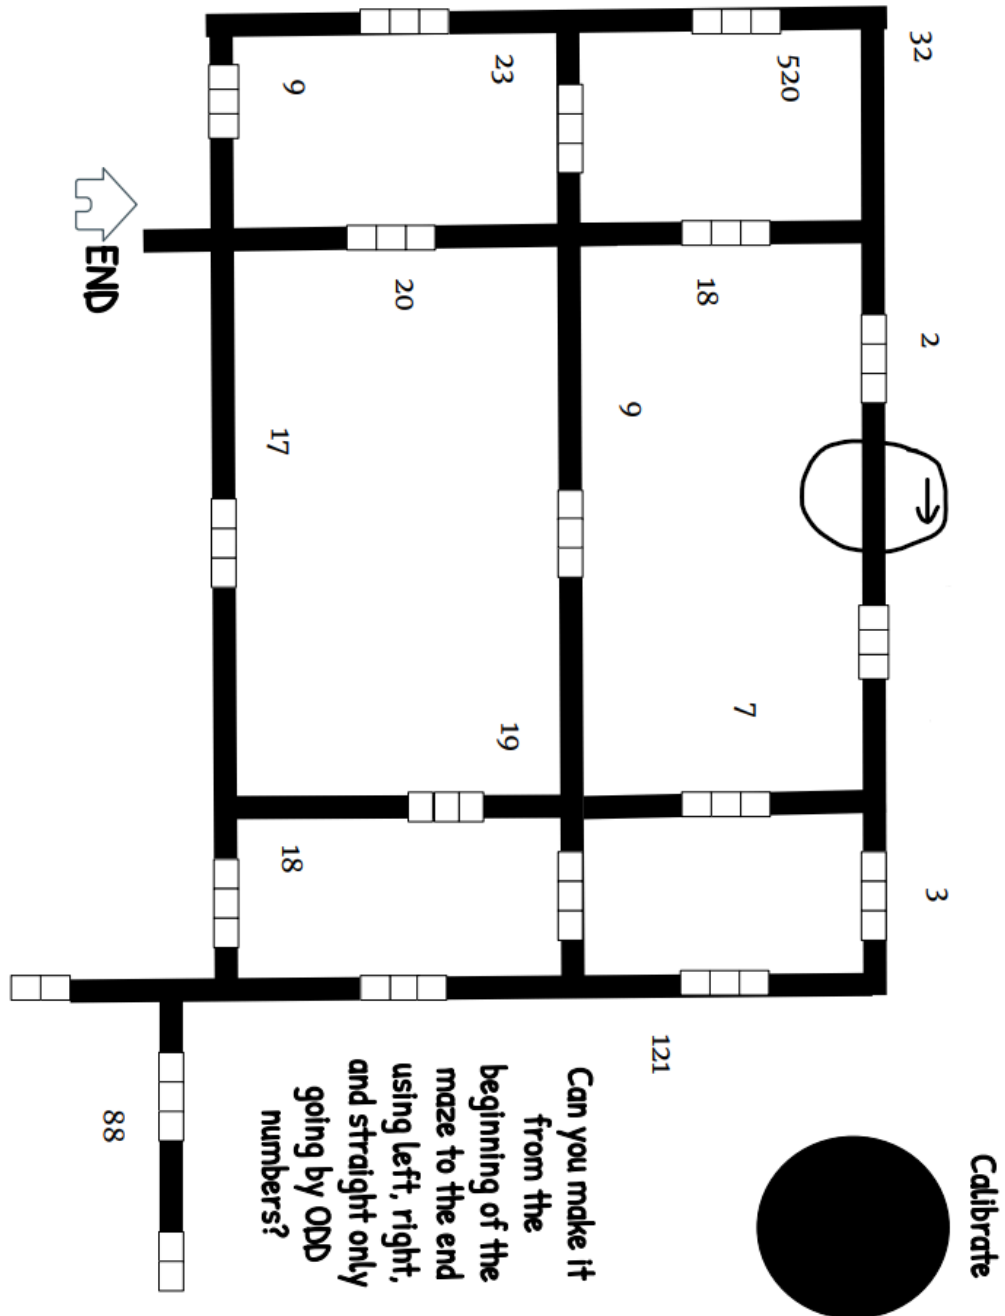 Calibrate
32
2
3
520
7
18
121
9
Can you make it
from the
beginning of the
maze to the end
using left, right,
and straight only
going by ODD
numbers?
23
19
20
9
18
17
88
END